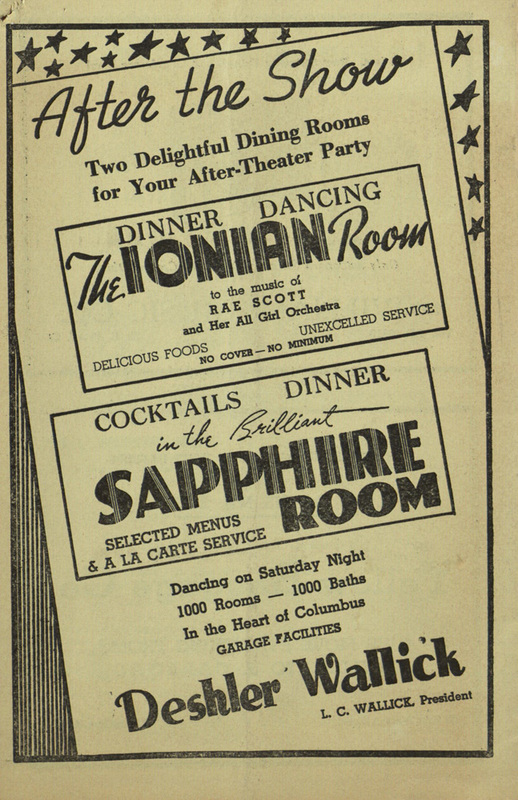 After the Show
Two Delightful Dining Rooms
for Your After-Theater Party
DINNER DANCING
The IONIAN Room
to the music of
RAE SCOTT
and Her All Girl Orchestra
DELICIOUS FOODS
UNEXCELLED SERVICE
NO COVER — NO MINIMUM
COCKTAILS DINNER
in the Brilliant
SAPPHIRE
ROOM
SELECTED MENUS
& A LA CARTE SERVICE
Dancing on Saturday Night
1000 Rooms — 1000 Baths
In the Heart of Columbus
GARAGE FACILITIES
Deshler Wallick
L. C. WALLICK, President